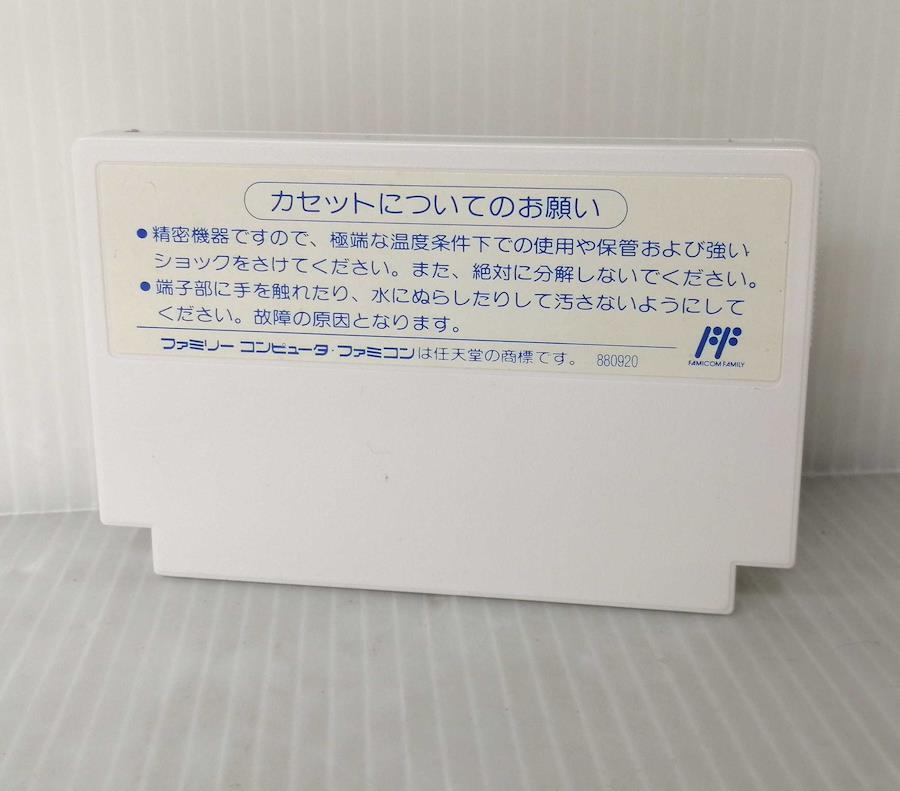 カセットについてのお願い
●精密機器ですので、極端な温度条件下での使用や保管および強い
ショックをさけてください。また、絶対に分解しないでください。
●端子部に手を触れたり、水にぬらしたりして汚さないようにして
ください。故障の原因となります。
ファミリー コンピュータ・ファミコンは任天堂の商標です。 880920
FAMICOM FAMILY